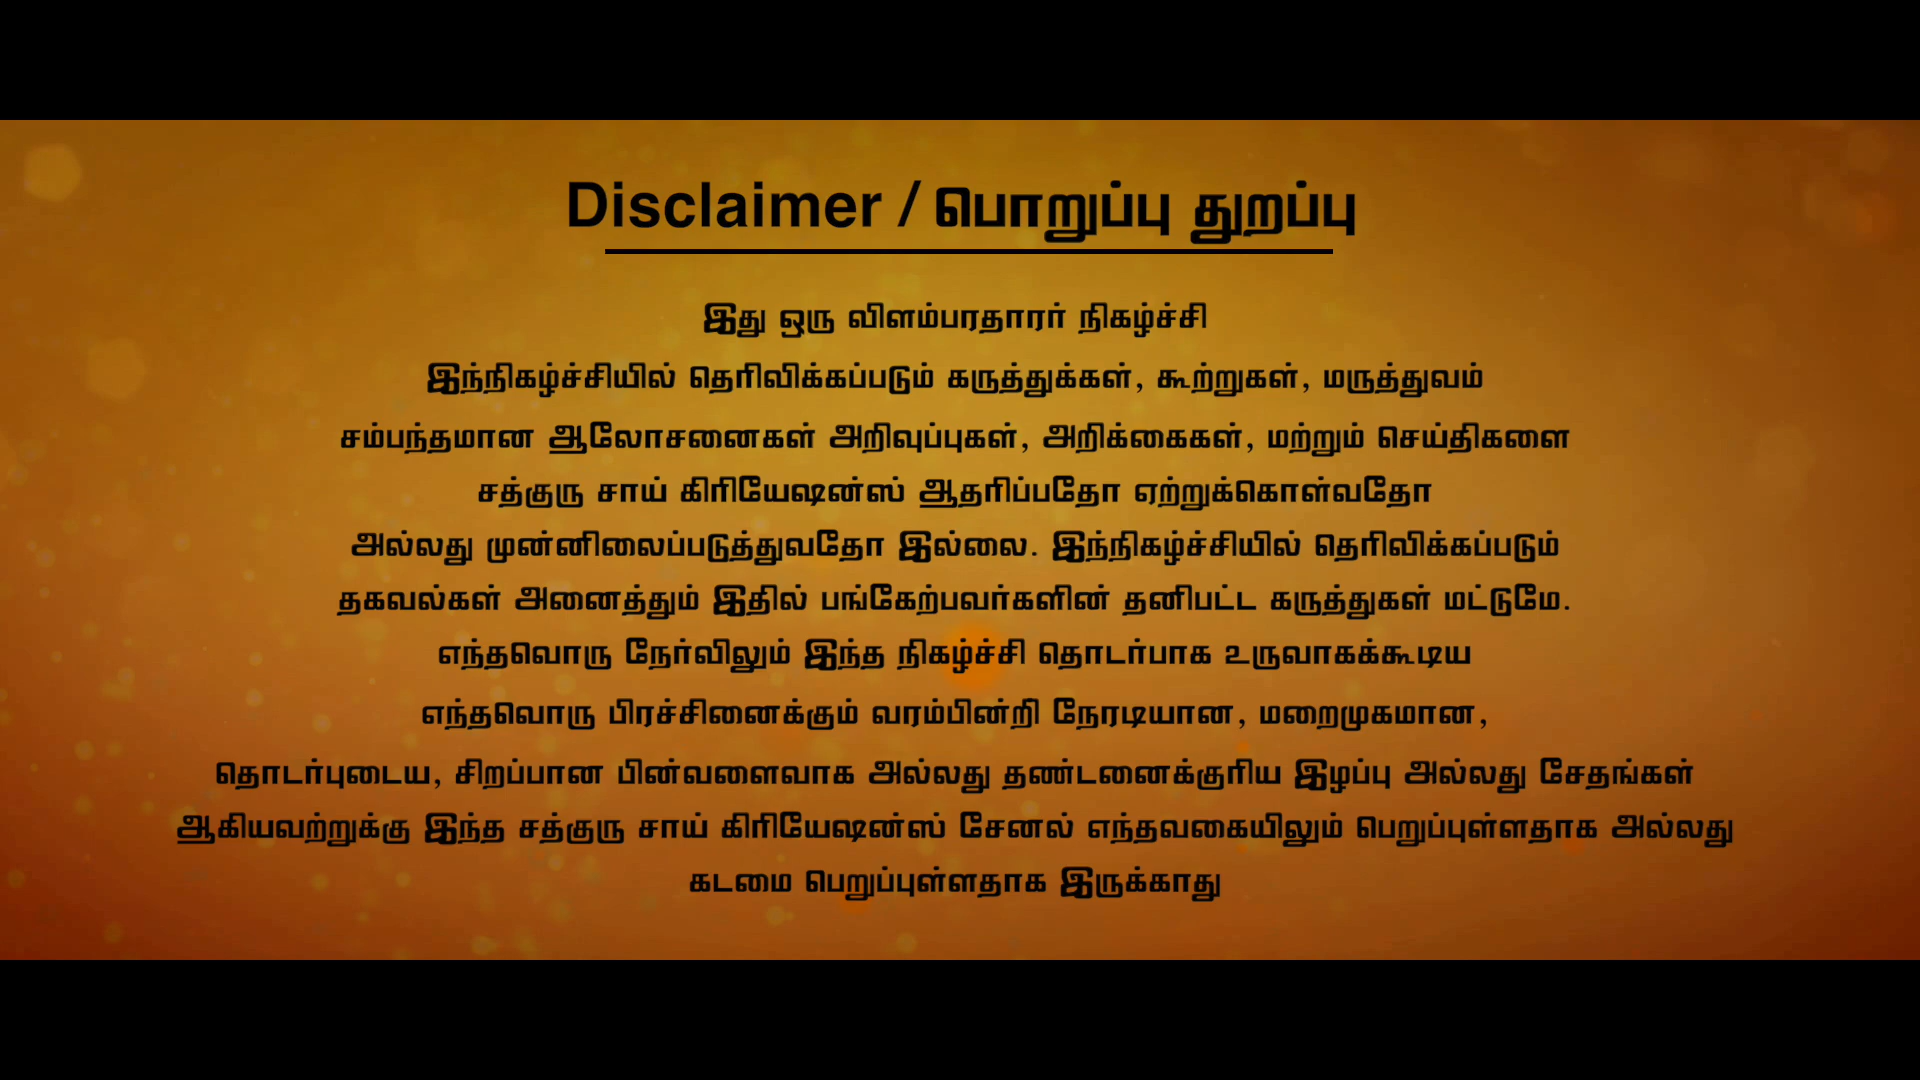 Disclaimer / பொறுப்பு துறப்பு
இது ஒரு விளம்பரதாரர் நிகழ்ச்சி
இந்நிகழ்ச்சியில் தெரிவிக்கப்படும் கருத்துக்கள், கூற்றுகள், மருத்துவம்
சம்பந்தமான ஆலோசனைகள் அறிவுப்புகள், அறிக்கைகள், மற்றும் செய்திகளை
சத்குரு சாய் கிரியேஷன்ஸ் ஆதரிப்பதோ ஏற்றுக்கொள்வதோ
அல்லது முன்னிலைப்படுத்துவதோ இல்லை. இந்நிகழ்ச்சியில் தெரிவிக்கப்படும்
தகவல்கள் அனைத்தும் இதில் பங்கேற்பவர்களின் தனிபட்ட கருத்துகள் மட்டுமே.
எந்தவொரு நேர்விலும் இந்த நிகழ்ச்சி தொடர்பாக உருவாகக்கூடிய
எந்தவொரு பிரச்சினைக்கும் வரம்பின்றி நேரடியான, மறைமுகமான,
தொடர்புடைய, சிறப்பான பின்வளைவாக அல்லது தண்டனைக்குரிய இழப்பு அல்லது சேதங்கள்
ஆகியவற்றுக்கு இந்த சத்குரு சாய் கிரியேஷன்ஸ் சேனல் எந்தவகையிலும் பெறுப்புள்ளதாக அல்லது
கடமை பெறுப்புள்ளதாக இருக்காது